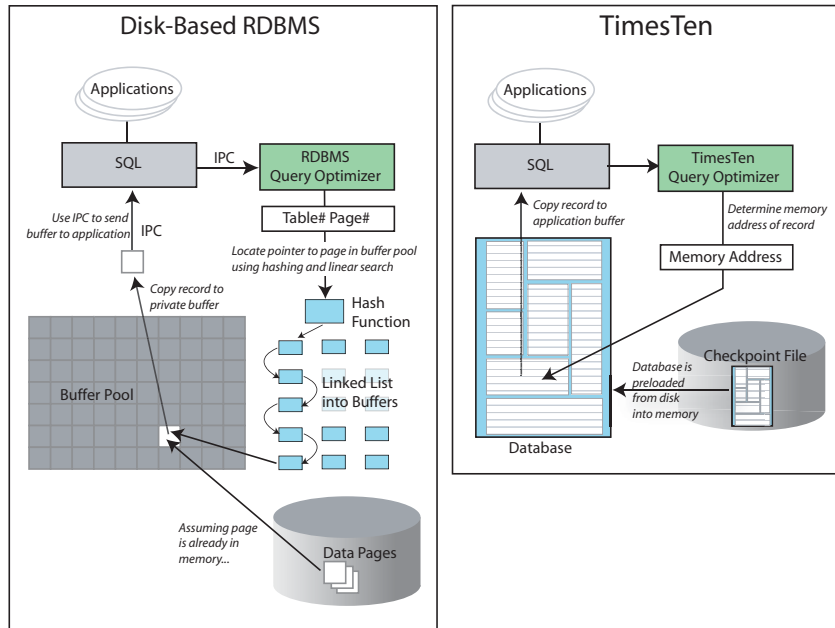 Disk-Based RDBMS
Applications
SQL
IPC
RDBMS
Query Optimizer
Table# Page#
Use IPC to send
buffer to application
IPC
Locate pointer to page in buffer pool
using hashing and linear search
Copy record to
private buffer
Hash
Function
Buffer Pool
Linked List
into Buffers
Assuming page
is already in
memory...
Data Pages
TimesTen
Applications
SQL
TimesTen
Query Optimizer
Copy record to
application buffer
Determine memory
address of record
Memory Address
Database is
preloaded
from disk
into memory
Checkpoint File
Database